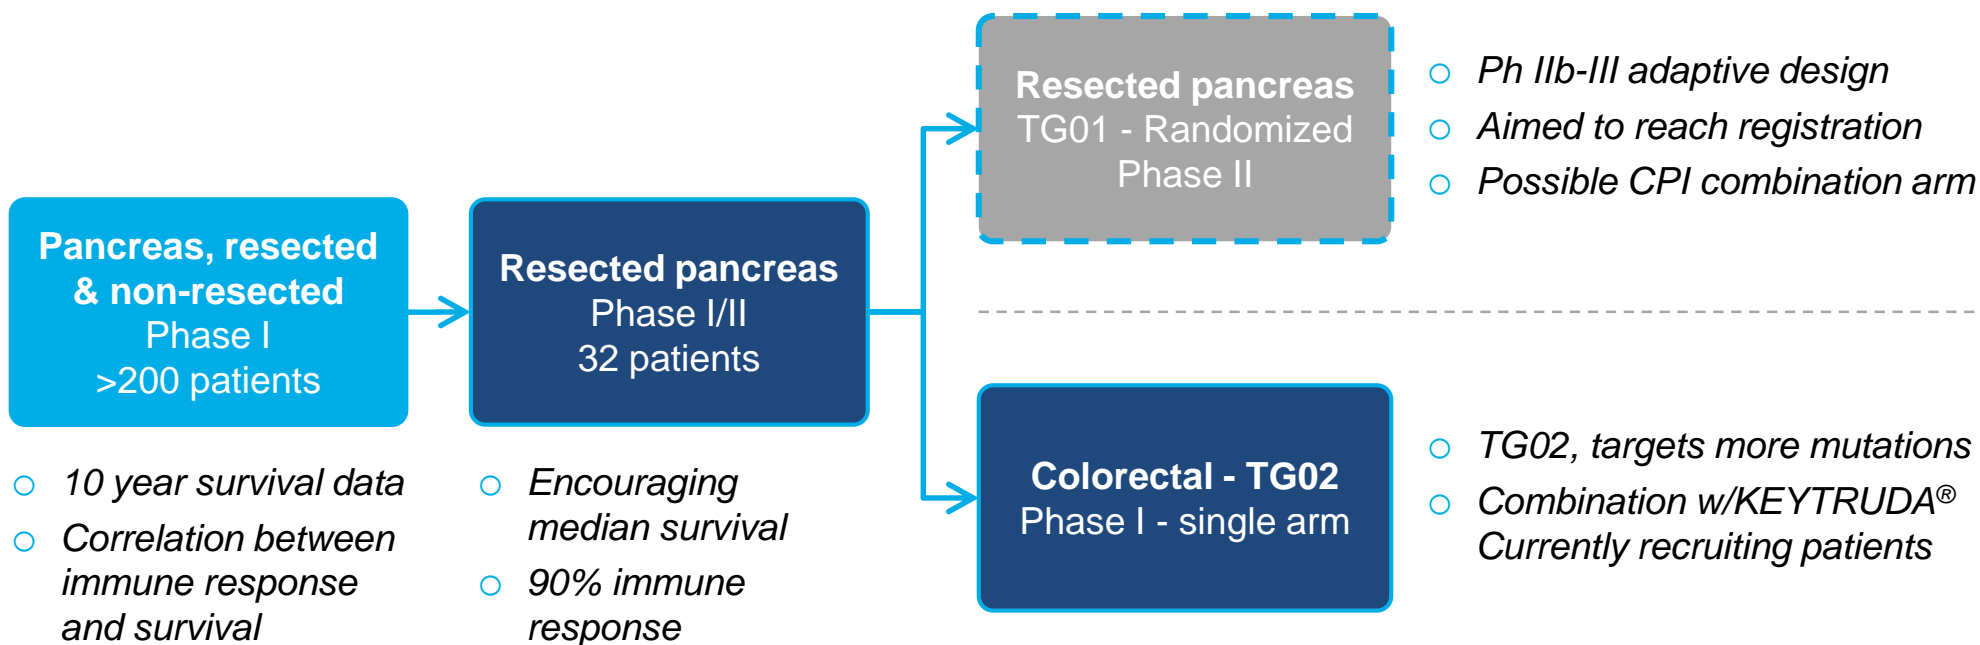 Pancreas, resected
& non-resected
Phase I
>200 patients
10 year survival data
Correlation between
immune response
and survival
Resected pancreas
Phase I/II
32 patients
Encouraging
median survival
90% immune
response
Resected pancreas
TG01 - Randomized
Phase II
Ph IIb-III adaptive design
Aimed to reach registration
Possible CPI combination arm
Colorectal - TG02
Phase I - single arm
TG02, targets more mutations
Combination w/KEYTRUDA®
Currently recruiting patients